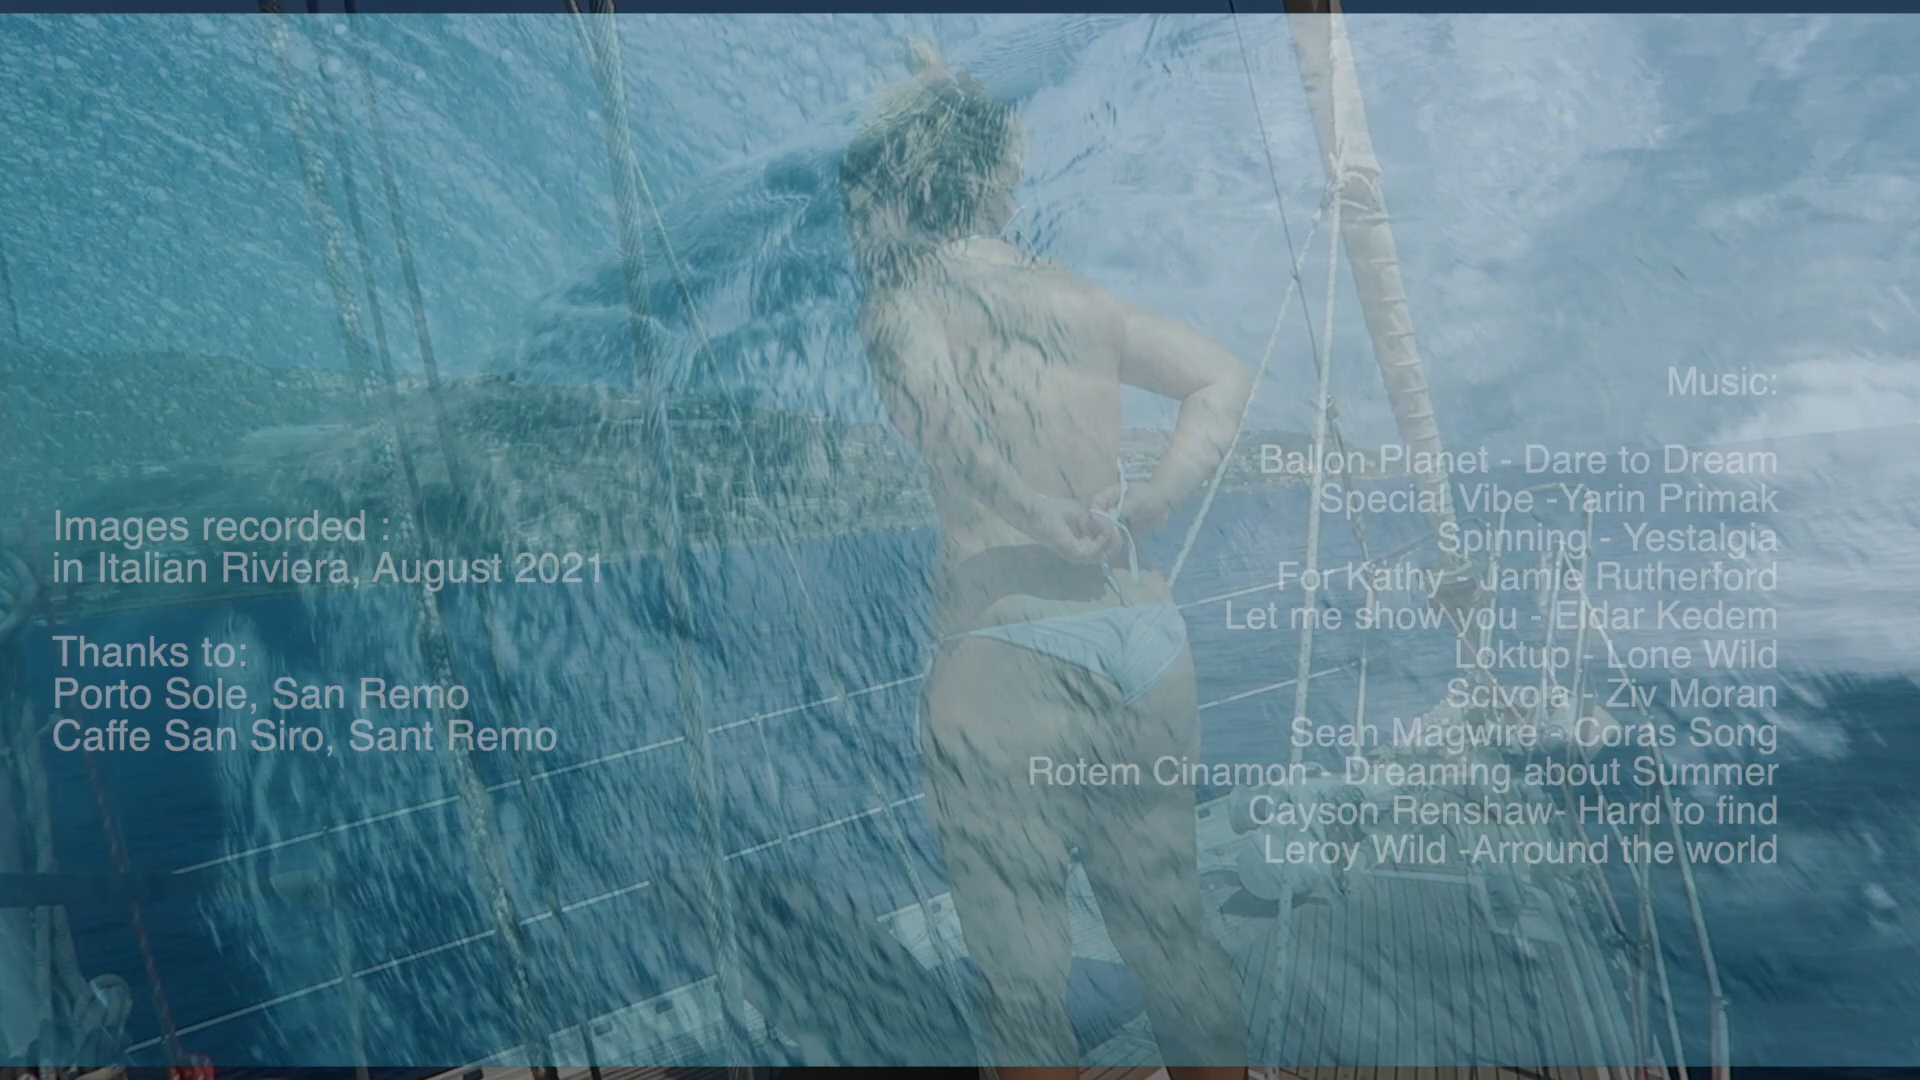 Images recorded :
in Italian Riviera, August 2021
Thanks to:
Porto Sole, San Remo
Caffe San Siro, Sant Remo
Music:
Ballon Planet - Dare to Dream
Special Vibe -Yarin Primak
Spinning - Yestalgia
For Kathy - Jamie Rutherford
Let me show you - Eldar Kedem
Loktup - Lone Wild
Scivola - Ziv Moran
Sean Magwire - Coras Song
Rotem Cinamon - Dreaming about Summer
Cayson Renshaw- Hard to find
Leroy Wild -Arround the world